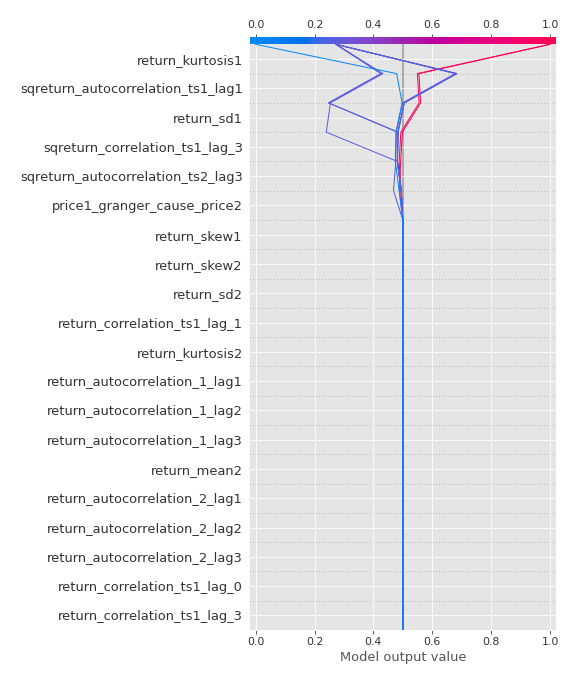 0.0 0.2 0.4 0.6 0.8 1.0
return_kurtosis1
sqreturn_autocorrelation_ts1_lag1
return_sd1
sqreturn_correlation_ts1_lag_3
sqreturn_autocorrelation_ts2_lag3
price1_granger_cause_price2
return_skew1
return_skew2
return_sd2
return_correlation_ts1_lag_1
return_kurtosis2
return_autocorrelation_1_lag1
return_autocorrelation_1_lag2
return_autocorrelation_1_lag3
return_mean2
return_autocorrelation_2_lag1
return_autocorrelation_2_lag2
return_autocorrelation_2_lag3
return_correlation_ts1_lag_0
return_correlation_ts1_lag_3
0.0 0.2 0.4 0.6 0.8 1.0
Model output value